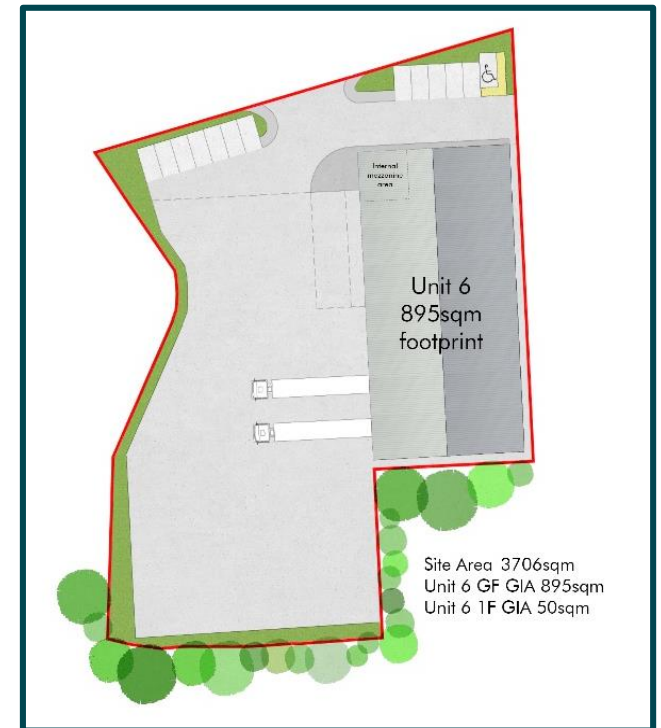 Internal
mezzanine
area
Unit 6
895sqm
footprint
Site Area 3706sqm
Unit 6 GF GIA 895sqm
Unit 6 1F GIA 50sqm